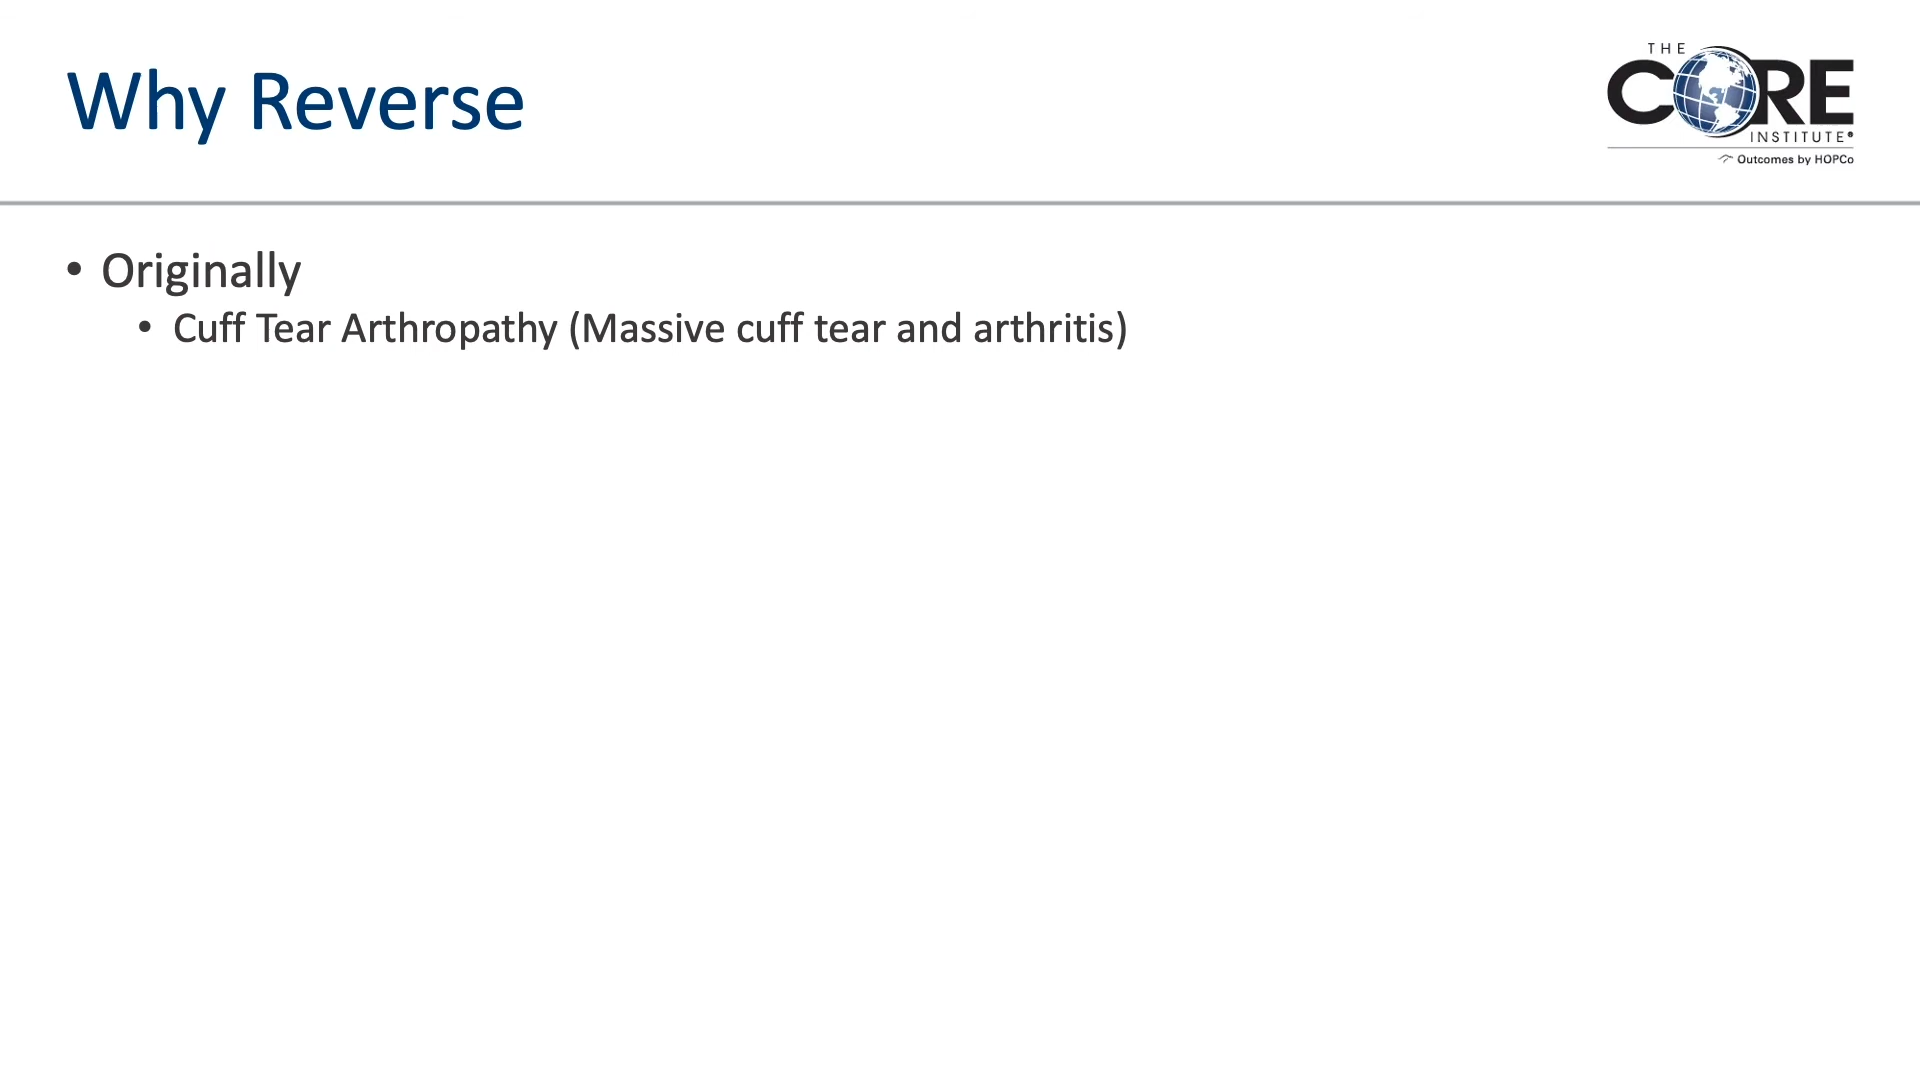 Why Reverse
THE
CORE
INSTITUTE®
Outcomes by HOPCo
• Originally
• Cuff Tear Arthropathy (Massive cuff tear and arthritis)